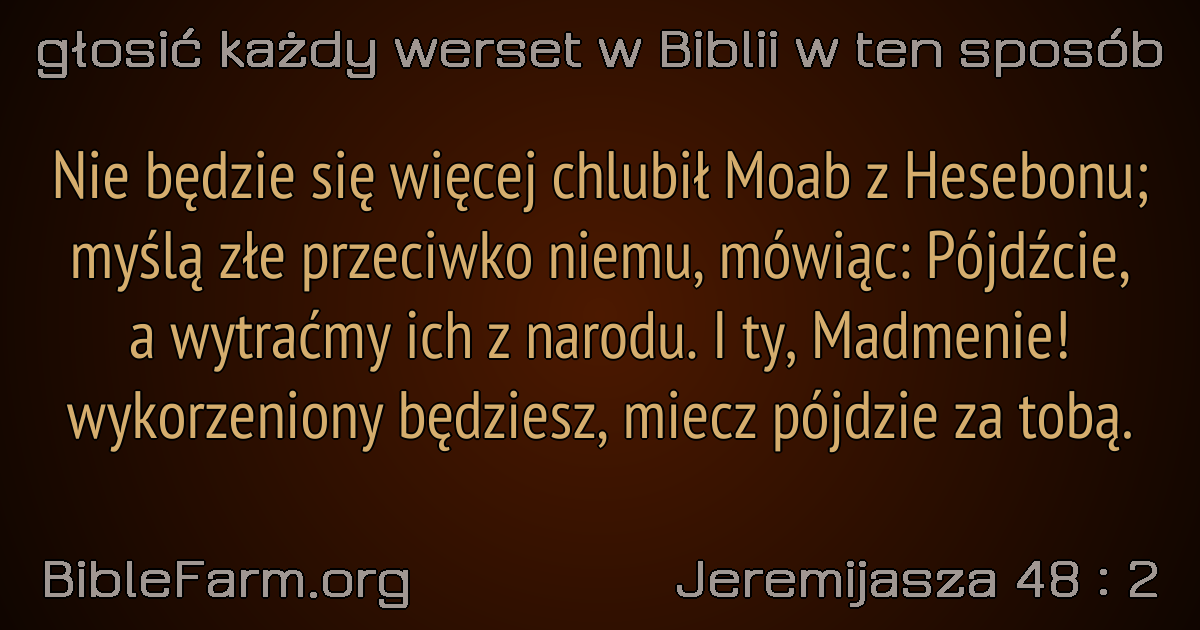 głosić każdy werset w Biblii w ten sposób
Nie będzie się więcej chlubił Moab z Hesebonu;
myślą złe przeciwko niemu, mówiąc: Pójdźcie,
a wytraćmy ich z narodu. I ty, Madmenie!
wykorzeniony będziesz, miecz pójdzie za tobą.
BibleFarm.org
Jeremijasza 48 : 2